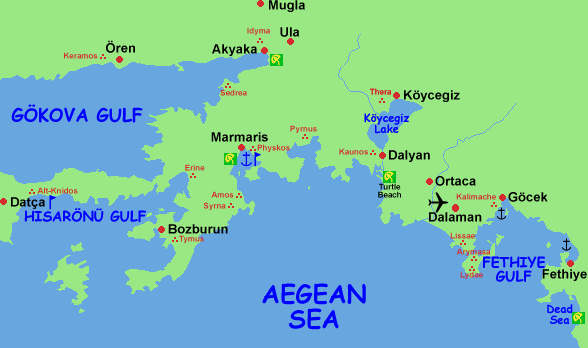 Mugla
Idyma
Ula
Ören
Akyaka
Keramos
Sedrea
Thera
Köycegiz
GÖKOVA GULF
Köycegiz
Lake
Pyrnus
Marmaris
Physkos
Kaunos
Dalyan
Erine
Turtle
Beach
Ortaca
Alt-Knidos
Datça
HISARÖNÜ GULF
Amos
Syrna
Kalimache
Göcek
Dalaman
Bozburun
Tymus
Lissae
Arymaxa
Lydae
FETHIYE
GULF
Fethiye
AEGEAN
SEA
Dead
Sea